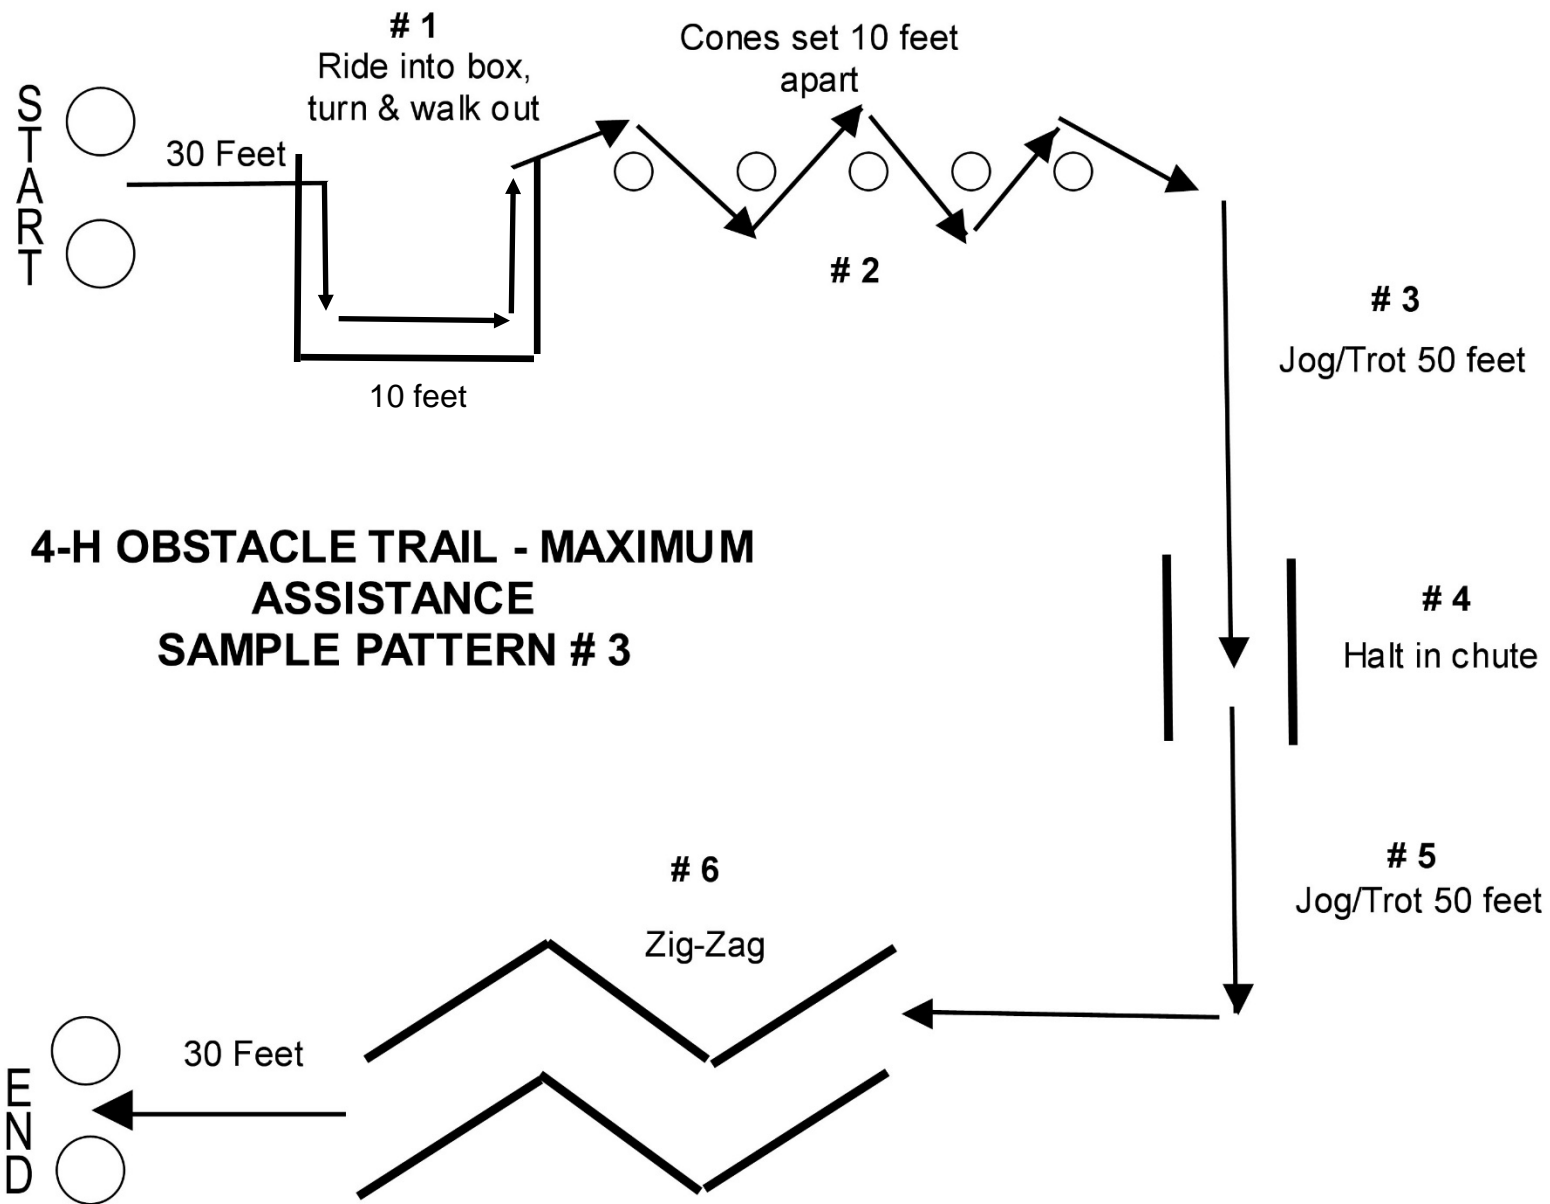 START
# 1
Ride into box,
turn & walk out
30 Feet
10 feet
Cones set 10 feet
apart
# 2
# 3
Jog/Trot 50 feet
4-H OBSTACLE TRAIL - MAXIMUM
ASSISTANCE
SAMPLE PATTERN # 3
# 4
Halt in chute
# 5
Jog/Trot 50 feet
# 6
Zig-Zag
30 Feet
END